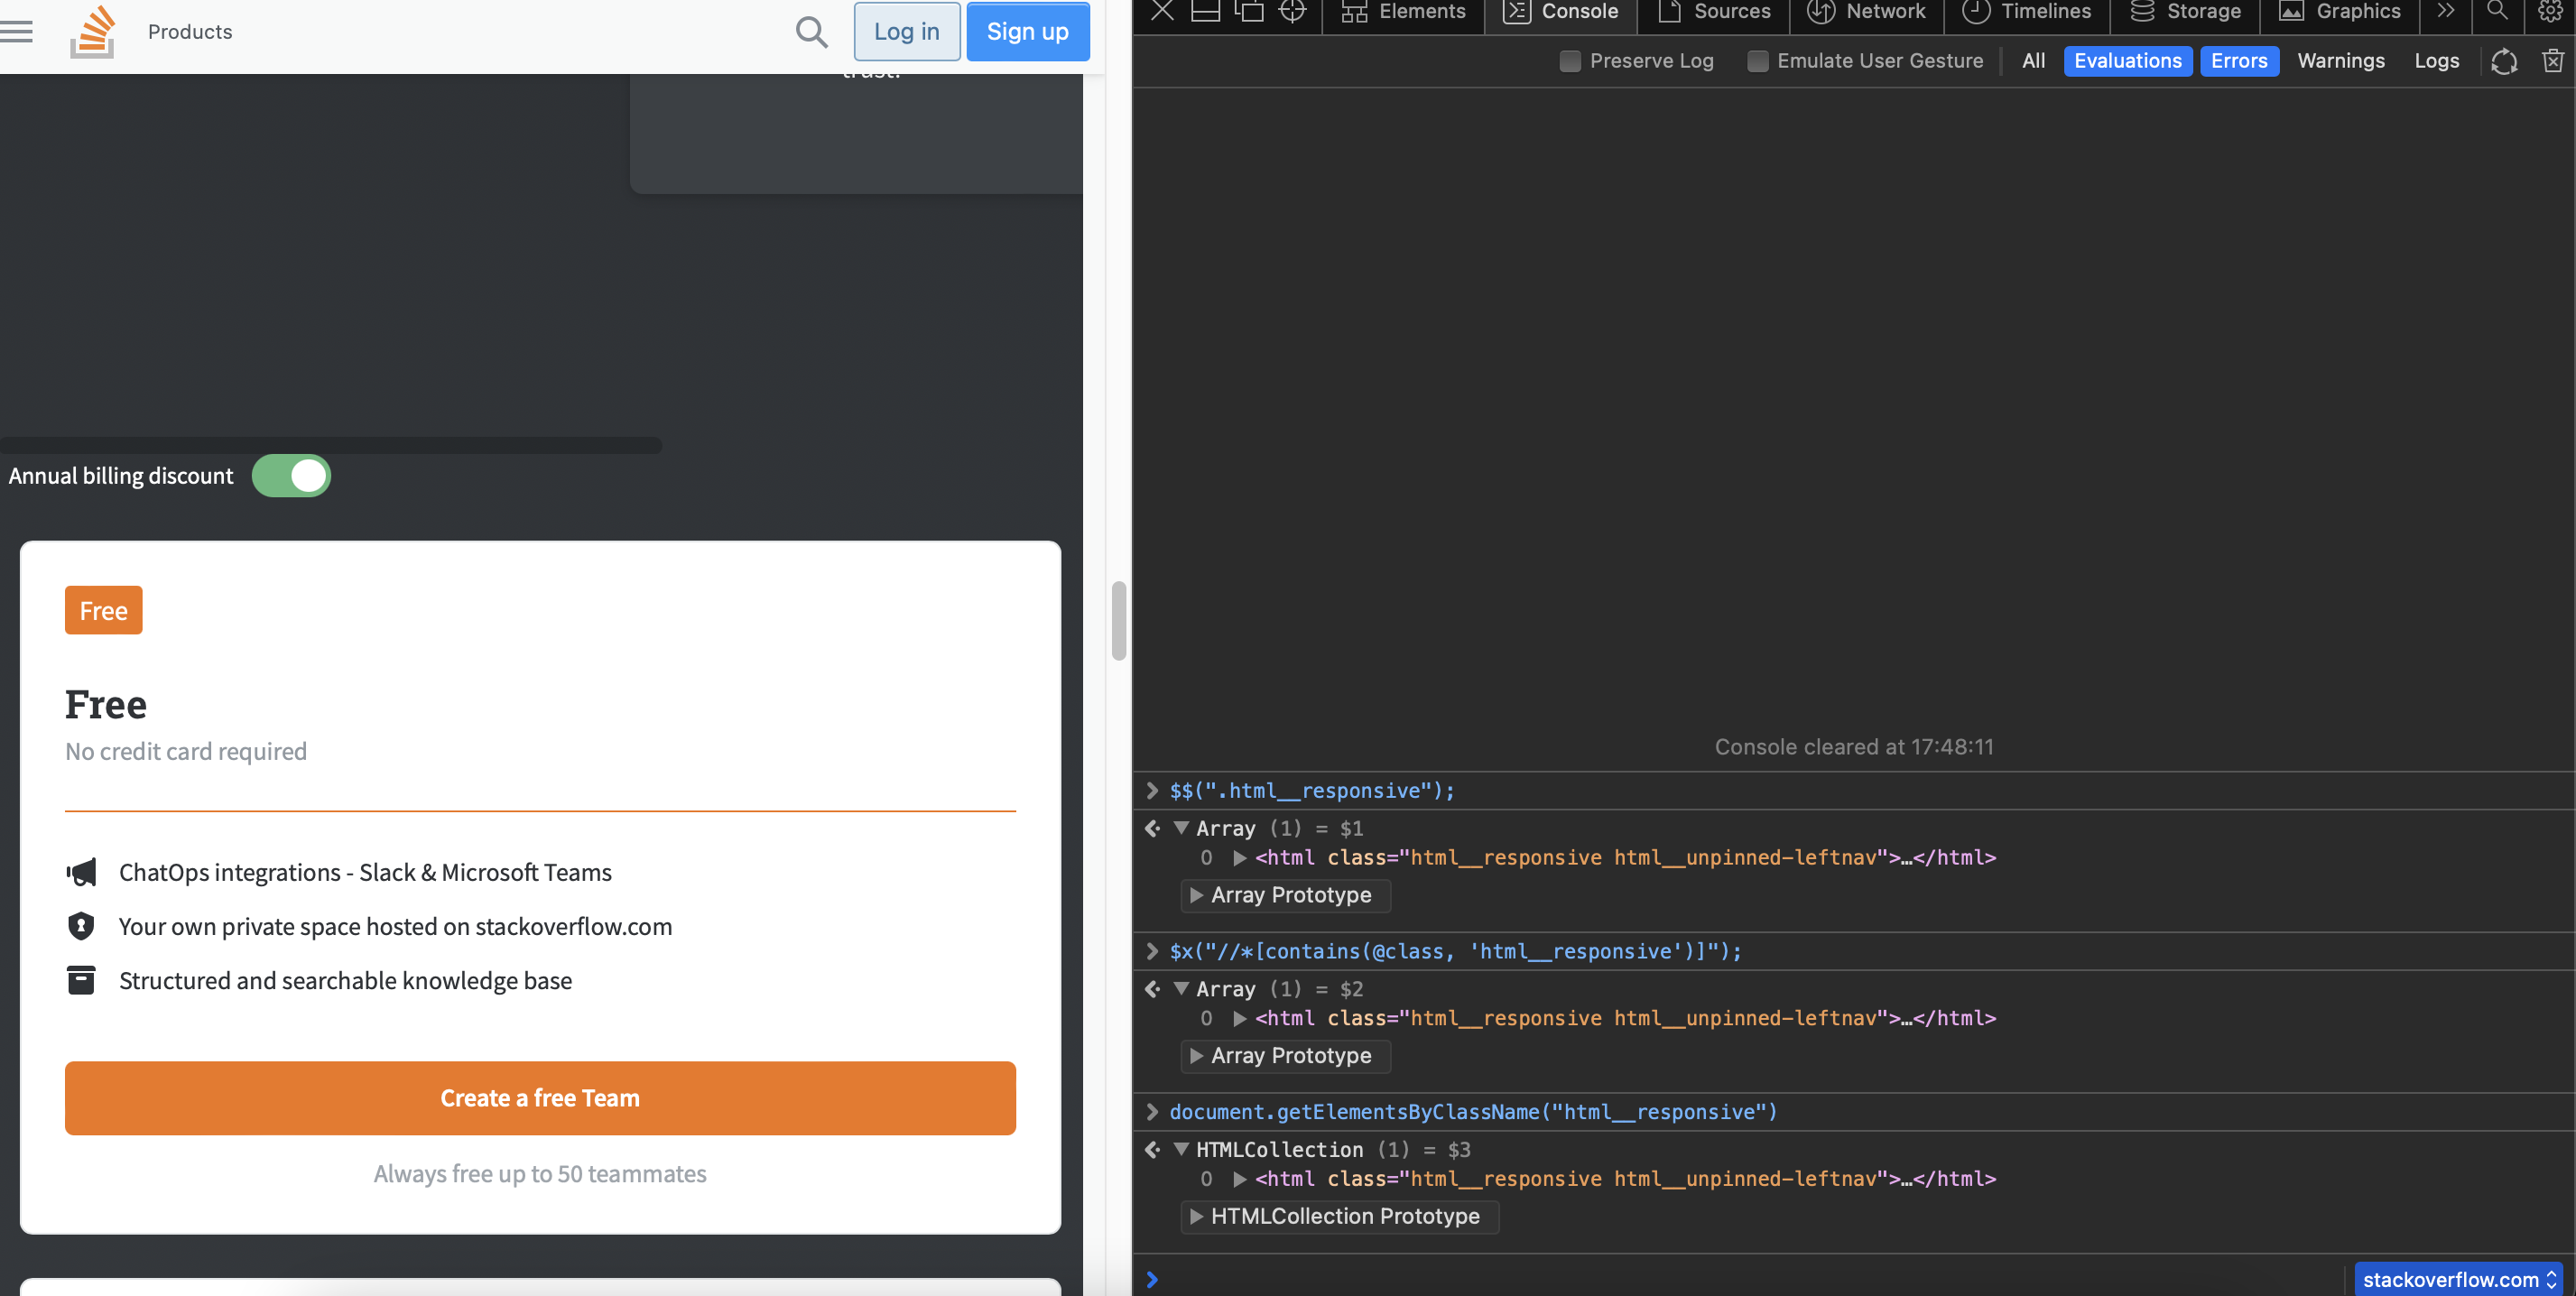 Products
Log in
Sign up
trust.
Annual billing discount
Free
Free
No credit card required
ChatOps integrations - Slack & Microsoft Teams
Your own private space hosted on stackoverflow.com
Structured and searchable knowledge base
Create a free Team
Always free up to 50 teammates
Elements
Console
Sources
Network
Timelines
Storage
Graphics
Preserve Log
Emulate User Gesture
All
Evaluations
Errors
Warnings
Logs
Console cleared at 17:48:11
$$(".html__responsive");
Array (1) = $1
0 <html class="html__responsive html__unpinned-leftnav">…</html>
Array Prototype
$x("//*[contains(@class, 'html__responsive')]");
Array (1) = $2
0 <html class="html__responsive html__unpinned-leftnav">…</html>
Array Prototype
document.getElementsByClassName("html__responsive")
HTMLCollection (1) = $3
0 <html class="html__responsive html__unpinned-leftnav">…</html>
HTMLCollection Prototype
stackoverflow.com